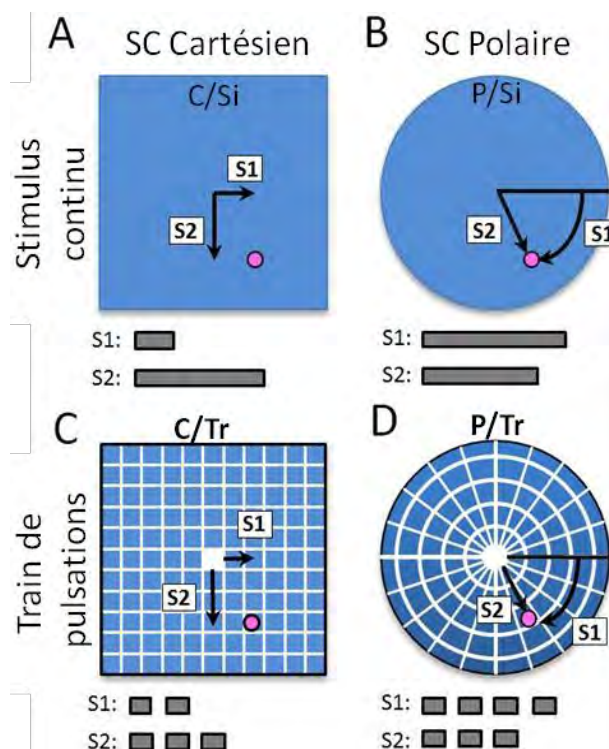 A
SC Cartésien
B
SC Polaire
Stimulus
continu
C/Si
S1
S2
P/Si
S2
S1
S1:
S2:
S1:
S2:
Train de
pulsations
C
C/Tr
S1
S2
D
P/Tr
S2
S1
S1:
S2:
S1:
S2: